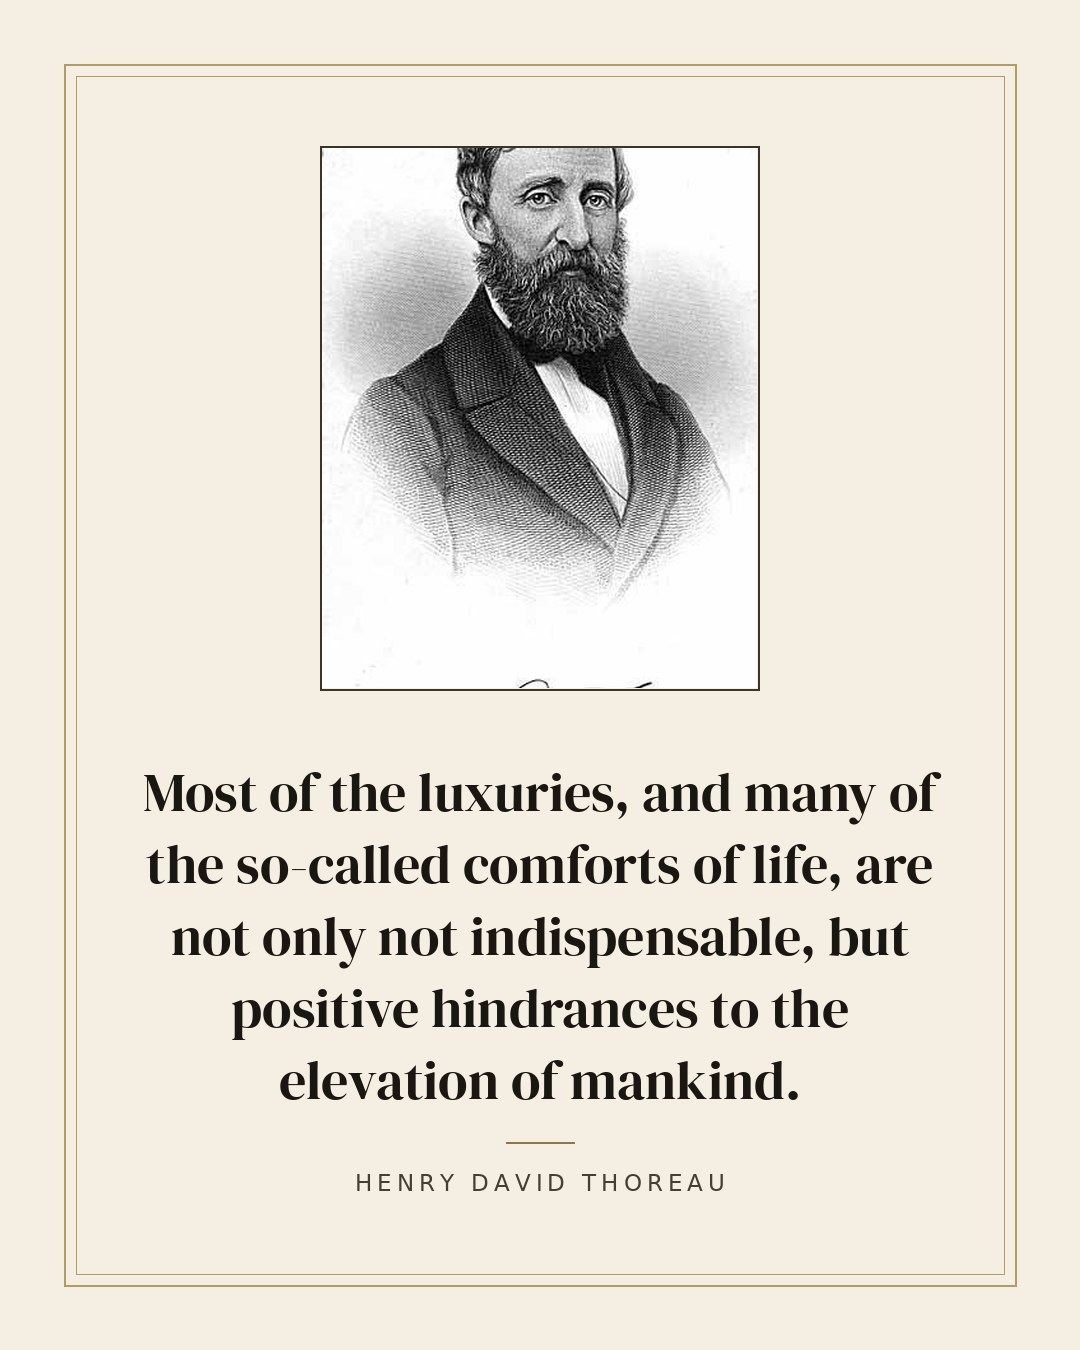 Most of the luxuries, and many of
the so-called comforts of life, are
not only not indispensable, but
positive hindrances to the
elevation of mankind.
HENRY DAVID THOREAU